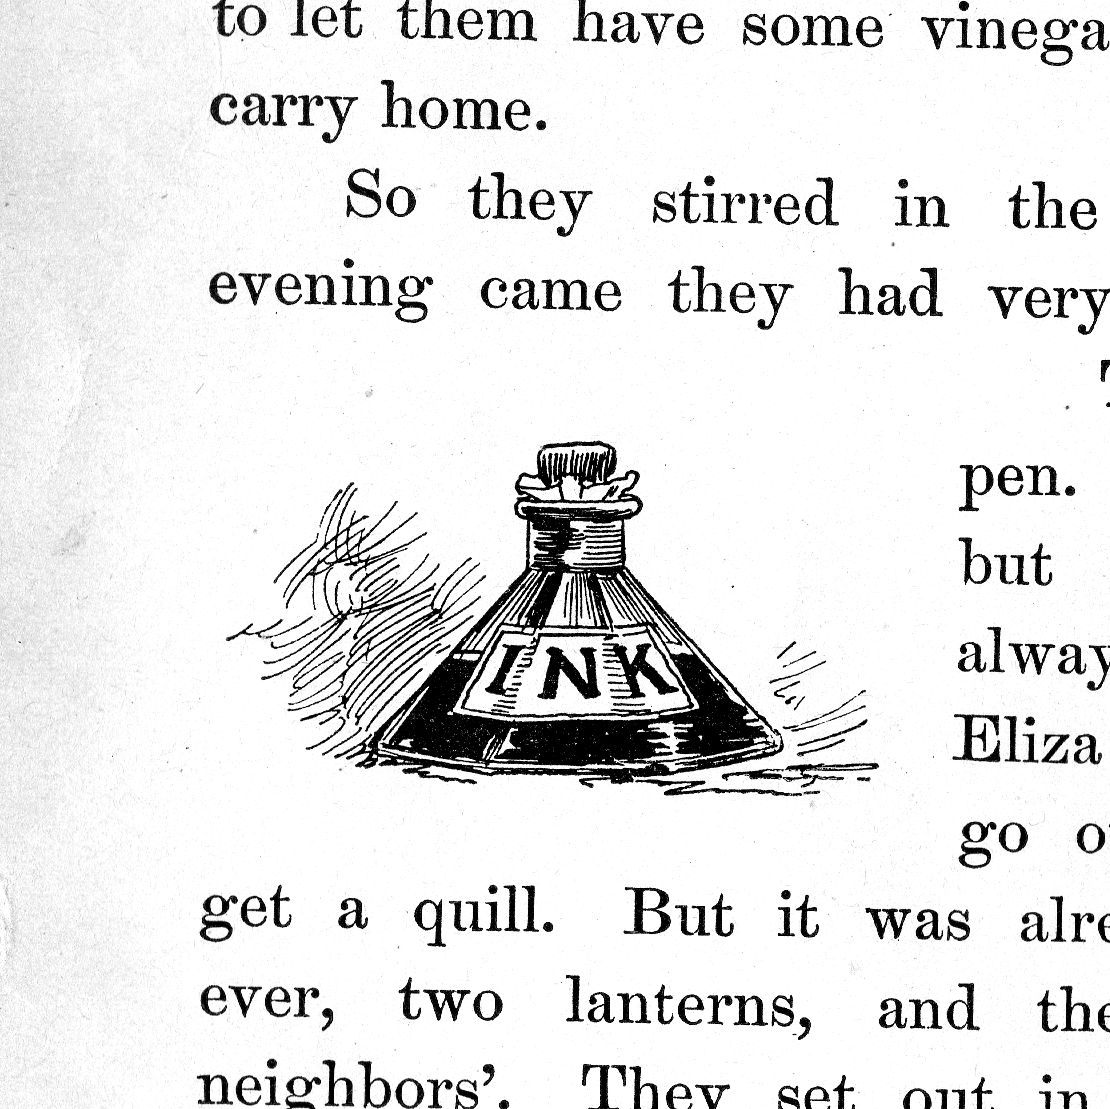 to let them have some vinega
carry home.
So they stirred in the
evening came they had very
pen.
but
alway
Eliza
go o
INK
get a quill. But it was alre
ever, two lanterns, and the
neighbors'. They set out in